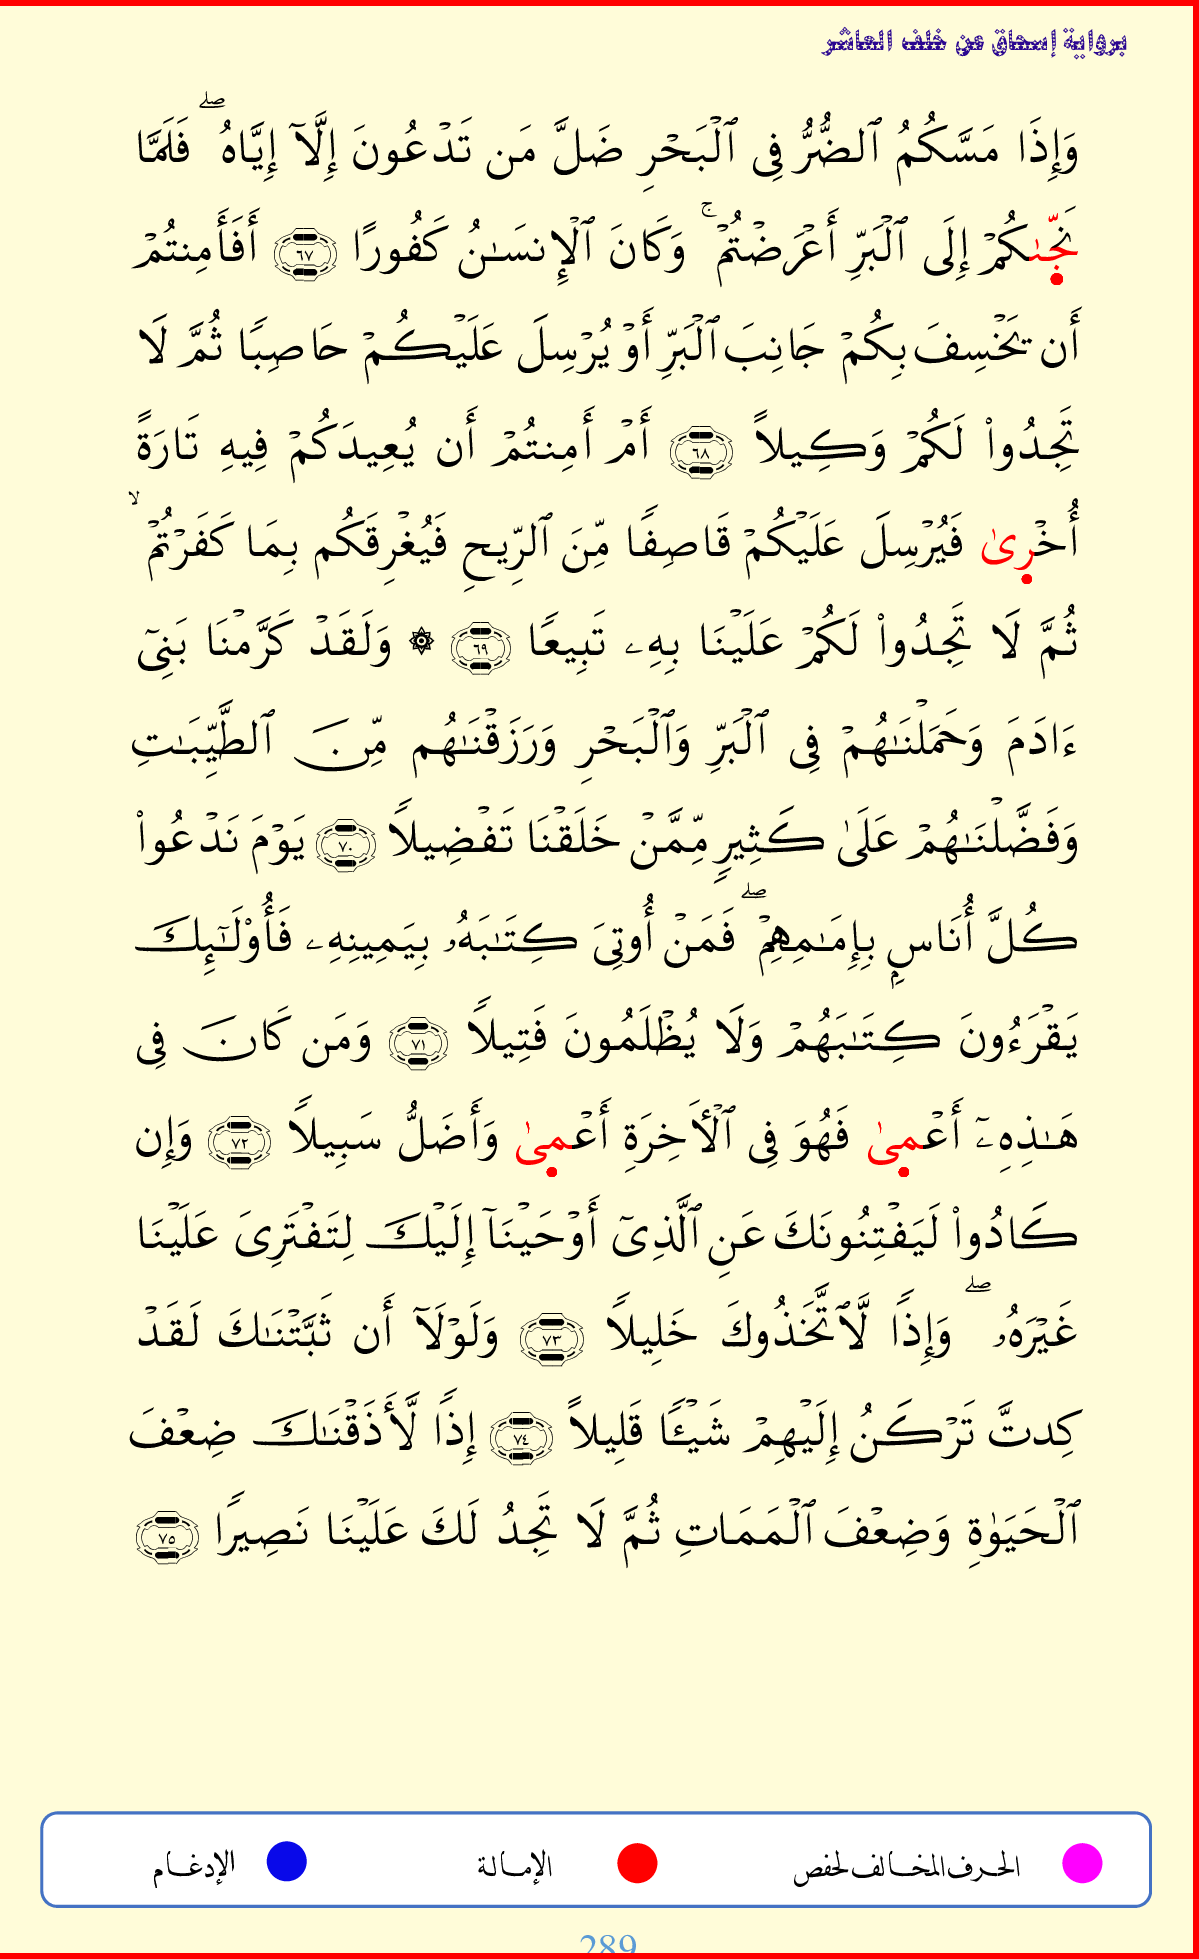 برواية إسحاق عن خلف العاشر
وَإِذَا مَسَّكُمُ ٱلضُّرُّ فِى ٱلۡبَحۡرِ ضَلَّ مَن تَدۡعُونَ إِلَّآ إِيَّاهُۖ فَلَمَّا
نَجّىٰكُمۡ إِلَى ٱلۡبَرِّ أَعۡرَضۡتُمۡۚ وَكَانَ ٱلۡإِنسَـٰنُ كَفُورًا ٦٧ أَفَأَمِنتُمۡ
أَن يَخۡسِفَ بِكُمۡ جَانِبَ ٱلۡبَرِّ أَوۡ يُرۡسِلَ عَلَيۡكُمۡ حَاصِبًا ثُمَّ لَا
تَجِدُواْ لَكُمۡ وَكِيلاً ٦٨ أَمۡ أَمِنتُمۡ أَن يُعِيدَكُمۡ فِيهِ تَارَةً
أُخۡرِىٰ فَيُرۡسِلَ عَلَيۡكُمۡ قَاصِفًا مِّنَ ٱلرِّيحِ فَيُغۡرِقَكُم بِمَا كَفَرۡتُمۡۙ
ثُمَّ لَا تَجِدُواْ لَكُمۡ عَلَيۡنَا بِهِۦ تَبِيعًا ٦٩ ۞ وَلَقَدۡ كَرَّمۡنَا بَنِىٓ
ءَادَمَ وَحَمَلۡنَـٰهُمۡ فِى ٱلۡبَرِّ وَٱلۡبَحۡرِ وَرَزَقۡنَـٰهُم مِّنَ ٱلطَّيِّبَـٰتِ
وَفَضَّلۡنَـٰهُمۡ عَلَىٰ كَثِيرٍ مِّمَّنۡ خَلَقۡنَا تَفۡضِيلاً ٧٠ يَوۡمَ نَدۡعُواْ
كُلَّ أُنَاسِۭ بِإِمَـٰمِهِمۡۖ فَمَنۡ أُوتِىَ كِتَـٰبَهُۥ بِيَمِينِهِۦ فَأُوْلَـٰٓئِكَ
يَقۡرَءُونَ كِتَـٰبَهُمۡ وَلَا يُظۡلَمُونَ فَتِيلاً ٧١ وَمَن كَانَ فِى
هَـٰذِهِۦٓ أَعۡمِىٰ فَهُوَ فِى ٱلۡأَخِرَةِ أَعۡمِىٰ وَأَضَلُّ سَبِيلاً ٧٢ وَإِن
كَادُواْ لَيَفۡتِنُونَكَ عَنِ ٱلَّذِىٓ أَوۡحَيۡنَآ إِلَيۡكَ لِتَفۡتَرِىَ عَلَيۡنَا
غَيۡرَهُۥۖ وَإِذًا لَّٱتَّخَذُوكَ خَلِيلاً ٧٣ وَلَوۡلَآ أَن ثَبَّتۡنَـٰكَ لَقَدۡ
كِدتَّ تَرۡكَنُ إِلَيۡهِمۡ شَيۡـًٔا قَلِيلاً ٧٤ إِذًا لَّأَذَقۡنَـٰكَ ضِعۡفَ
ٱلۡحَيَوٰةِ وَضِعۡفَ ٱلۡمَمَاتِ ثُمَّ لَا تَجِدُ لَكَ عَلَيۡنَا نَصِيرًا ٧٥
الحرف المخالف لحفص الإمالة الإدغام
289